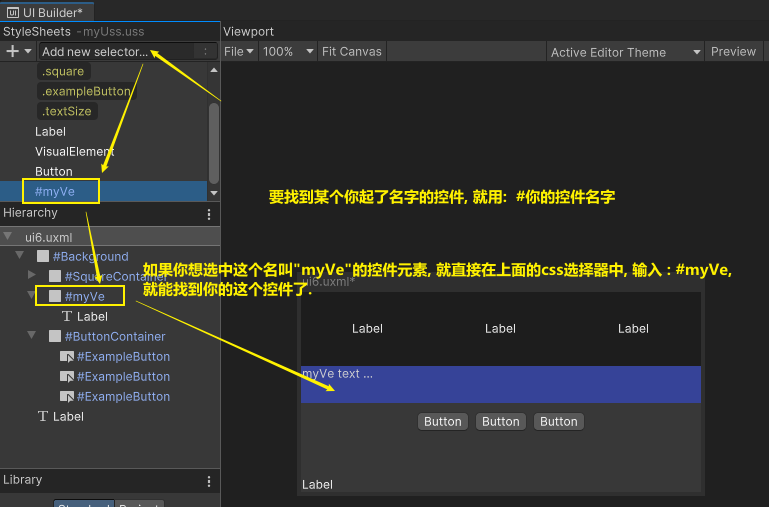 UI Builder*
StyleSheets - myUss.uss
Viewport
Add new selector...
File
100%
Fit Canvas
Active Editor Theme
Preview
.square
.exampleButton
.textSize
Label
VisualElement
Button
#myVe
要找到某个你起了名字的控件, 就用: #你的控件名字
Hierarchy
ui6.uxml
#Background
#SquareContainer
#myVe
Label
#ButtonContainer
#ExampleButton
#ExampleButton
#ExampleButton
Label
如果你想选中这个名叫"myVe"的控件元素, 就直接在上面的css选择器中, 输入 : #myVe,
就能找到你的这个控件了.
ui6.uxml*
Label Label Label
myVe text ...
Button Button Button
Label
Library
Standard Project